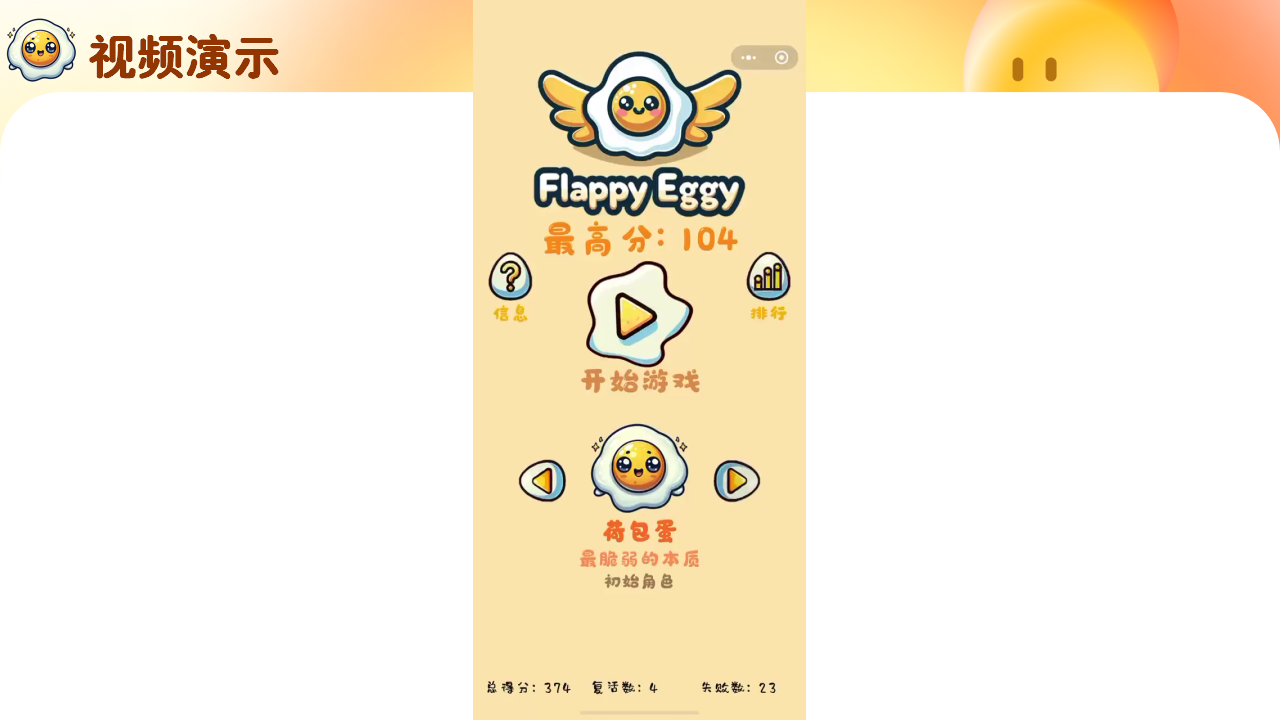 视频演示
Flappy Eggy
最高分：104
信息
排行
开始游戏
荷包蛋
最脆弱的本质
初始角色
总得分：374 复活数：4 失败数：23